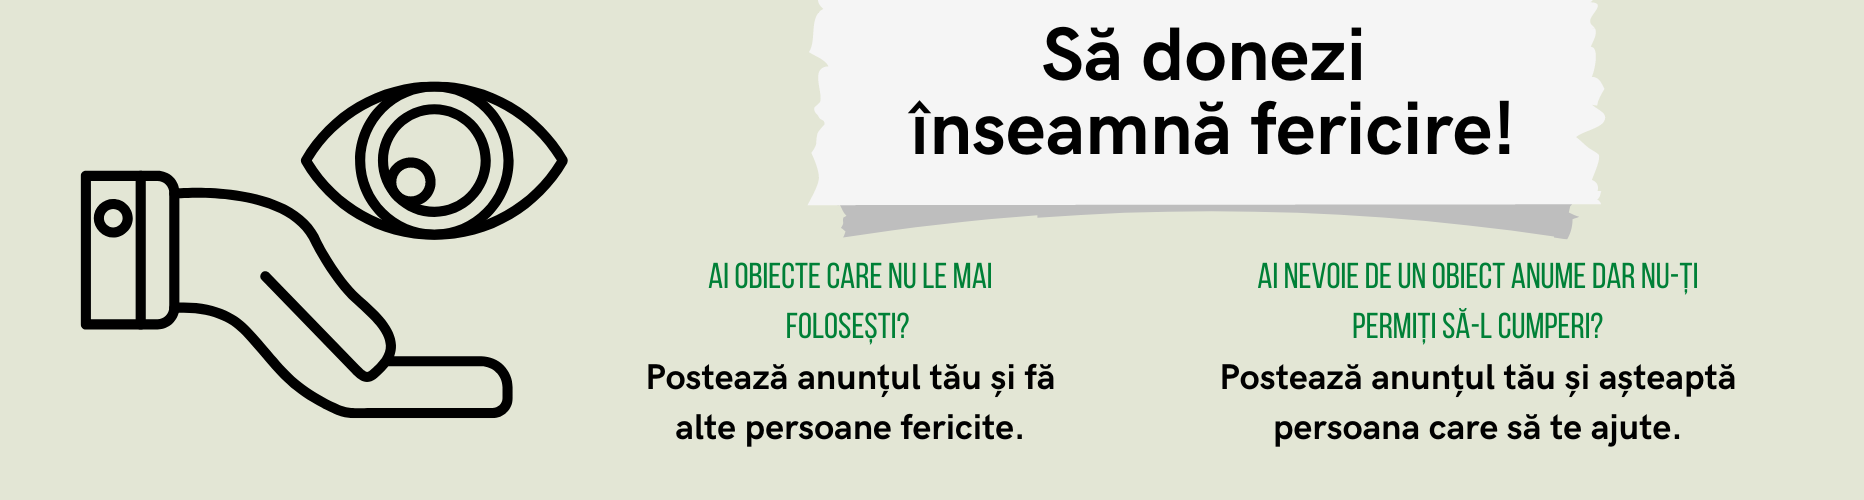 Să donezi
înseamnă fericire!
AI OBIECTE CARE NU LE MAI
FOLOSEȘTI?
Postează anunțul tău și fă
alte persoane fericite.
AI NEVOIE DE UN OBIECT ANUME DAR NU-ȚI
PERMIȚI SĂ-L CUMPERI?
Postează anunțul tău și așteaptă
persoana care să te ajute.